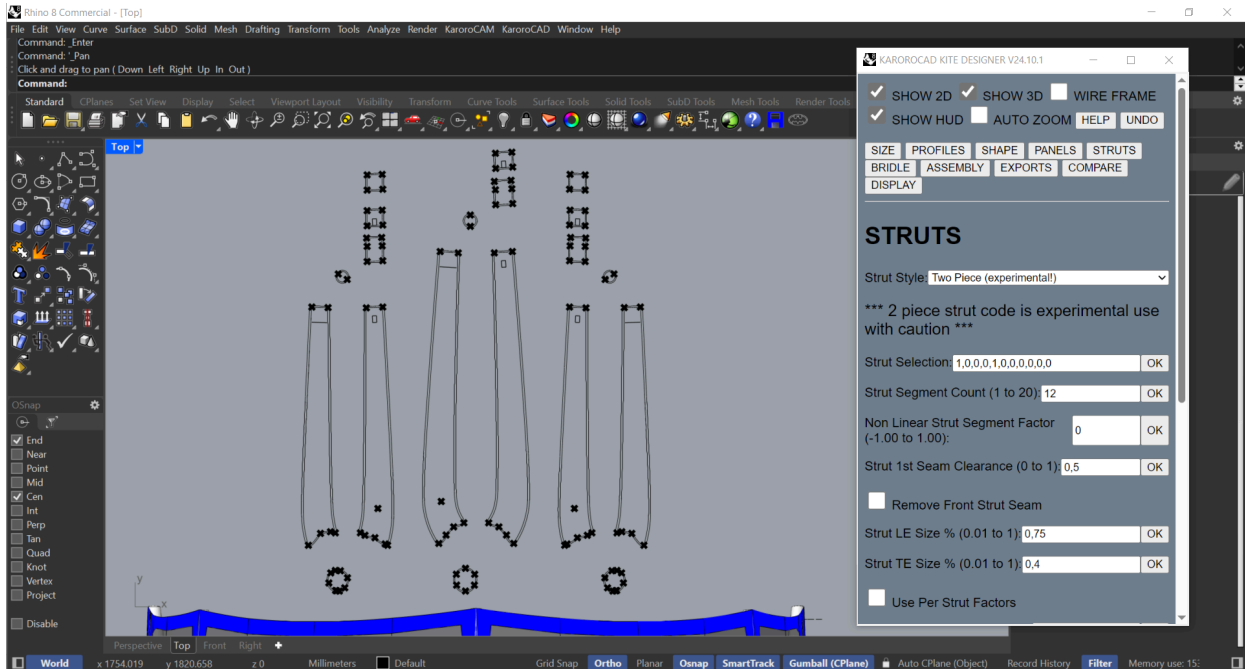 Rhino 8 Commercial - [Top]
File Edit View Curve Surface SubD Solid Mesh Drafting Transform Tools Analyze Render KaroroCAM KaroroCAD Window Help
Command: _Enter
Command: '_Pan
Click and drag to pan ( Down Left Right Up In Out )
Command:
Standard CPlanes Set View Display Select Viewport Layout Visibility Transform Curve Tools Surface Tools Solid Tools SubD Tools Mesh Tools Render Tools
Top
KAROROCAD KITE DESIGNER V24.10.1
SHOW 2D SHOW 3D WIRE FRAME
SHOW HUD AUTO ZOOM HELP UNDO
SIZE PROFILES SHAPE PANELS STRUTS
BRIDLE ASSEMBLY EXPORTS COMPARE
DISPLAY
STRUTS
Strut Style: Two Piece (experimental!)
*** 2 piece strut code is experimental use
with caution ***
Strut Selection: 1,0,0,0,1,0,0,0,0,0,0 OK
Strut Segment Count (1 to 20): 12 OK
Non Linear Strut Segment Factor
(-1.00 to 1.00): 0 OK
Strut 1st Seam Clearance (0 to 1): 0,5 OK
Remove Front Strut Seam
Strut LE Size % (0.01 to 1): 0,75 OK
Strut TE Size % (0.01 to 1): 0,4 OK
Use Per Strut Factors
OSnap
End
Near
Point
Mid
Cen
Int
Perp
Tan
Quad
Knot
Vertex
Project
Disable
y
x
Perspective Top Front Right
World x 1754.019 y 1820.658 z 0 Millimeters Default Grid Snap Ortho Planar Osnap SmartTrack Gumball (CPlane) Auto CPlane (Object) Record History Filter Memory use: 15